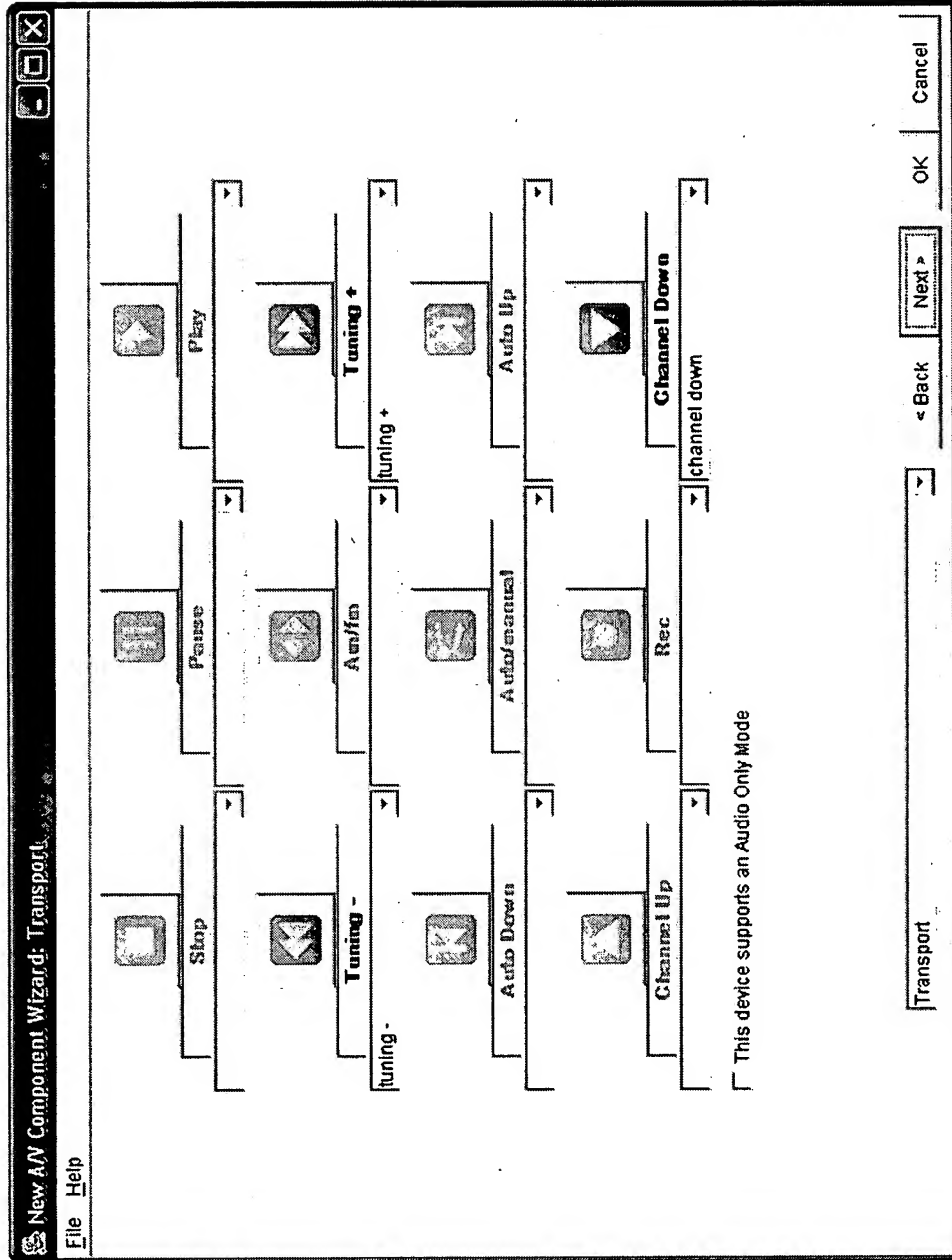 New A/V Component Wizard: Transport
File Help
Stop
Pause
Play
Tuning -
Am/fm
Tuning +
tuning -
tuning +
Auto Down
Auto/manual
Auto Up
Channel Up
Rec
Channel Down
channel down
This device supports an Audio Only Mode
Transport
< Back
Next »
OK
Cancel